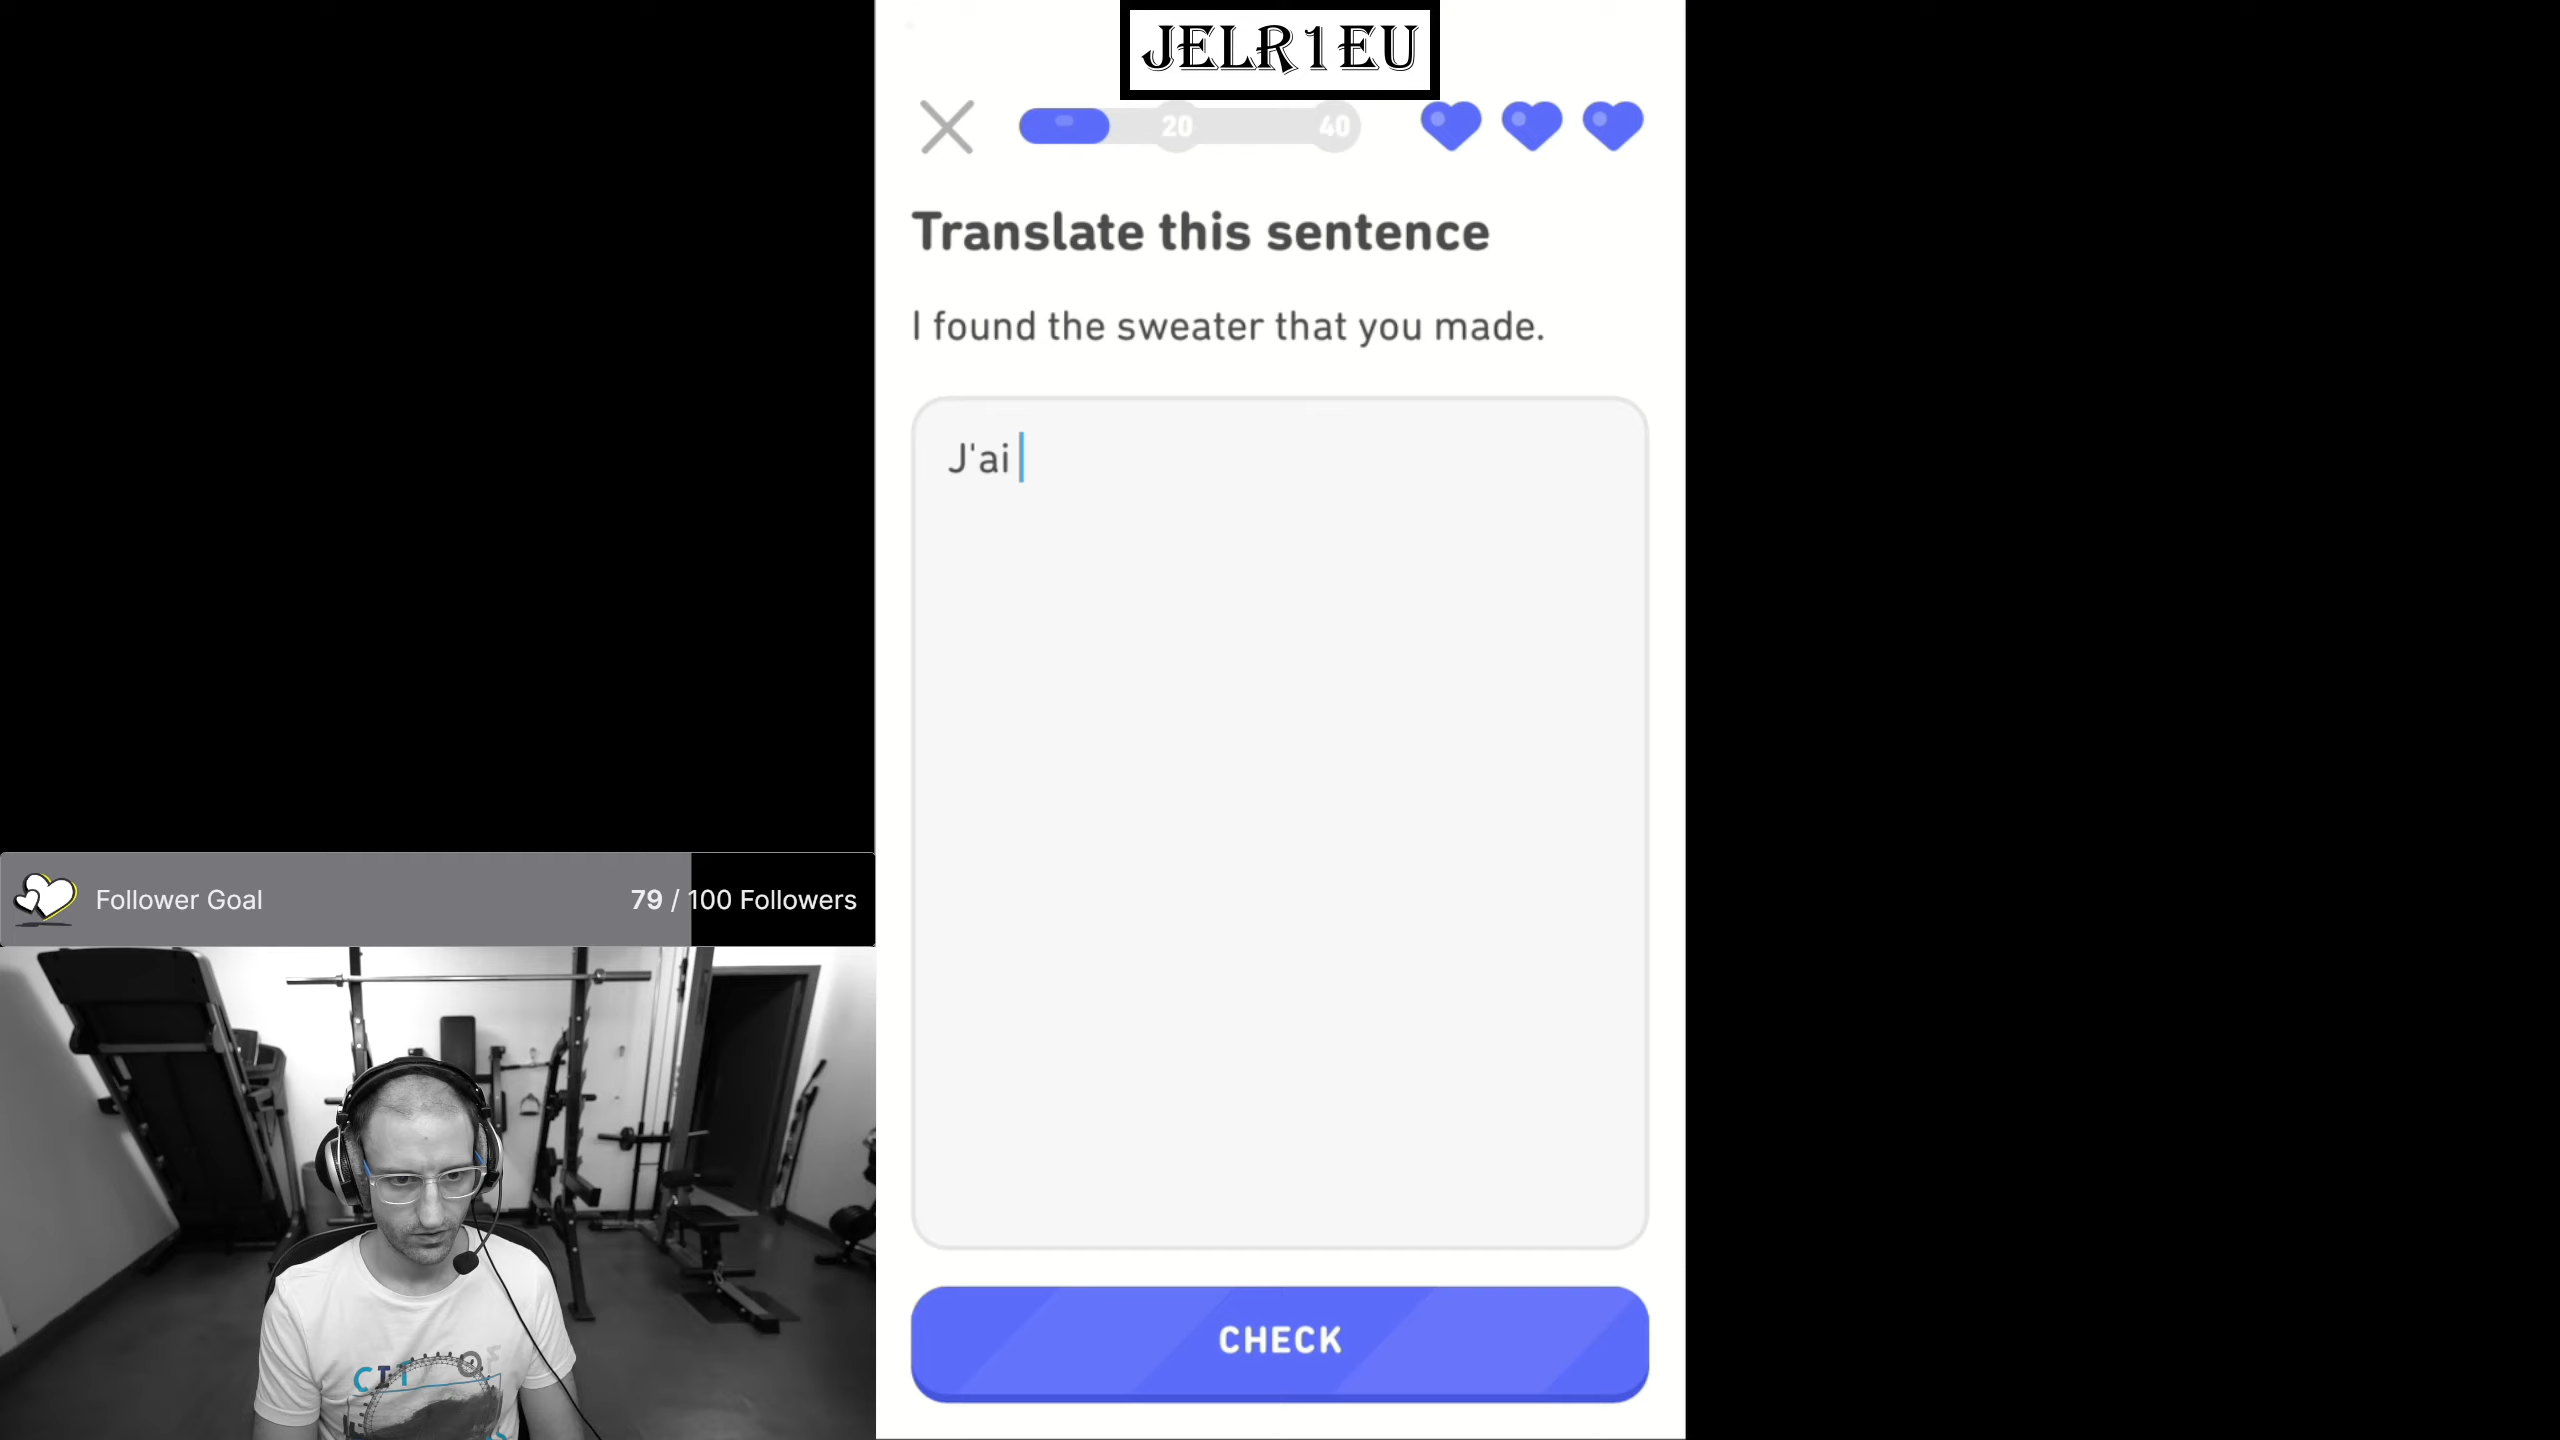 JELR1EU
20
40
Translate this sentence
I found the sweater that you made.
J'ai
Follower Goal
79 / 100 Followers
CHECK